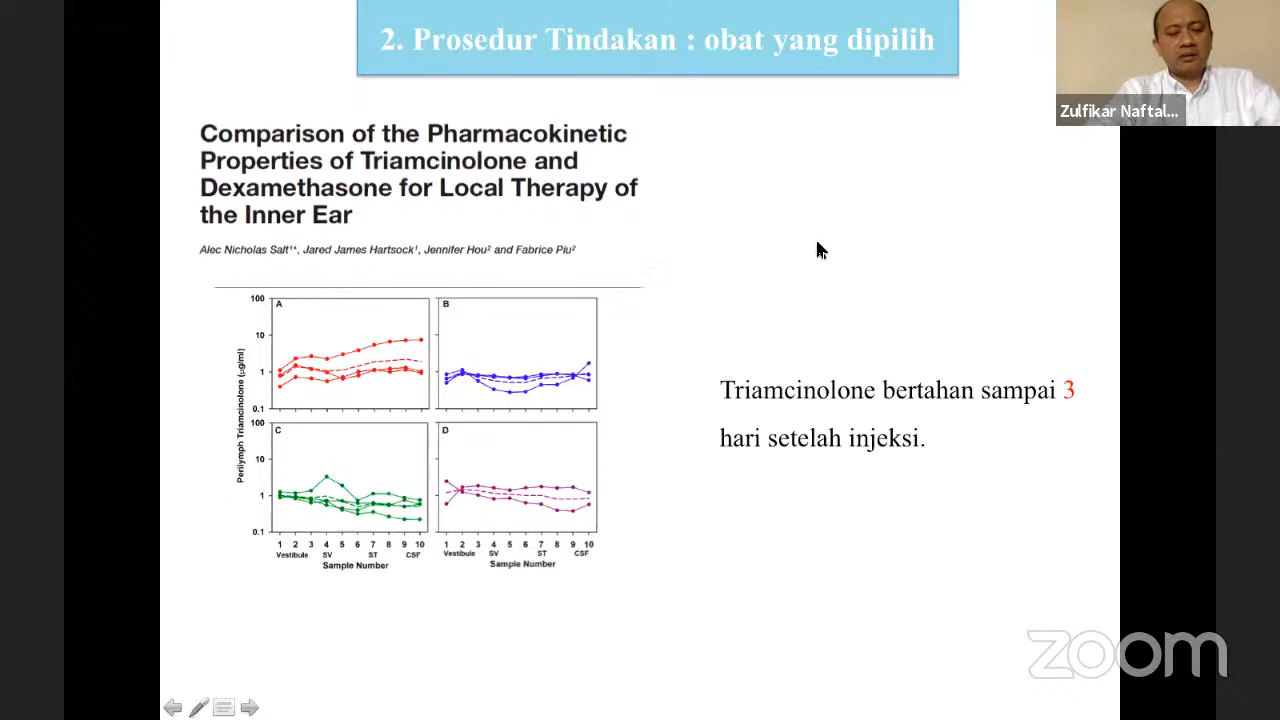 2. Prosedur Tindakan : obat yang dipilih
Zulfikar Naftal...
Comparison of the Pharmacokinetic
Properties of Triamcinolone and
Dexamethasone for Local Therapy of
the Inner Ear
Alec Nicholas Salt¹*, Jared James Hartsock¹, Jennifer Hou² and Fabrice Piu²
Perilymph Triamcinolone (µg/ml)
100
10
1
0.1
A
B
100
10
1
0.1
C
D
1 2 3 4 5 6 7 8 9 10
Vestibule SV ST CSF
Sample Number
1 2 3 4 5 6 7 8 9 10
Vestibule SV ST CSF
Sample Number
Triamcinolone bertahan sampai 3
hari setelah injeksi.
zoom